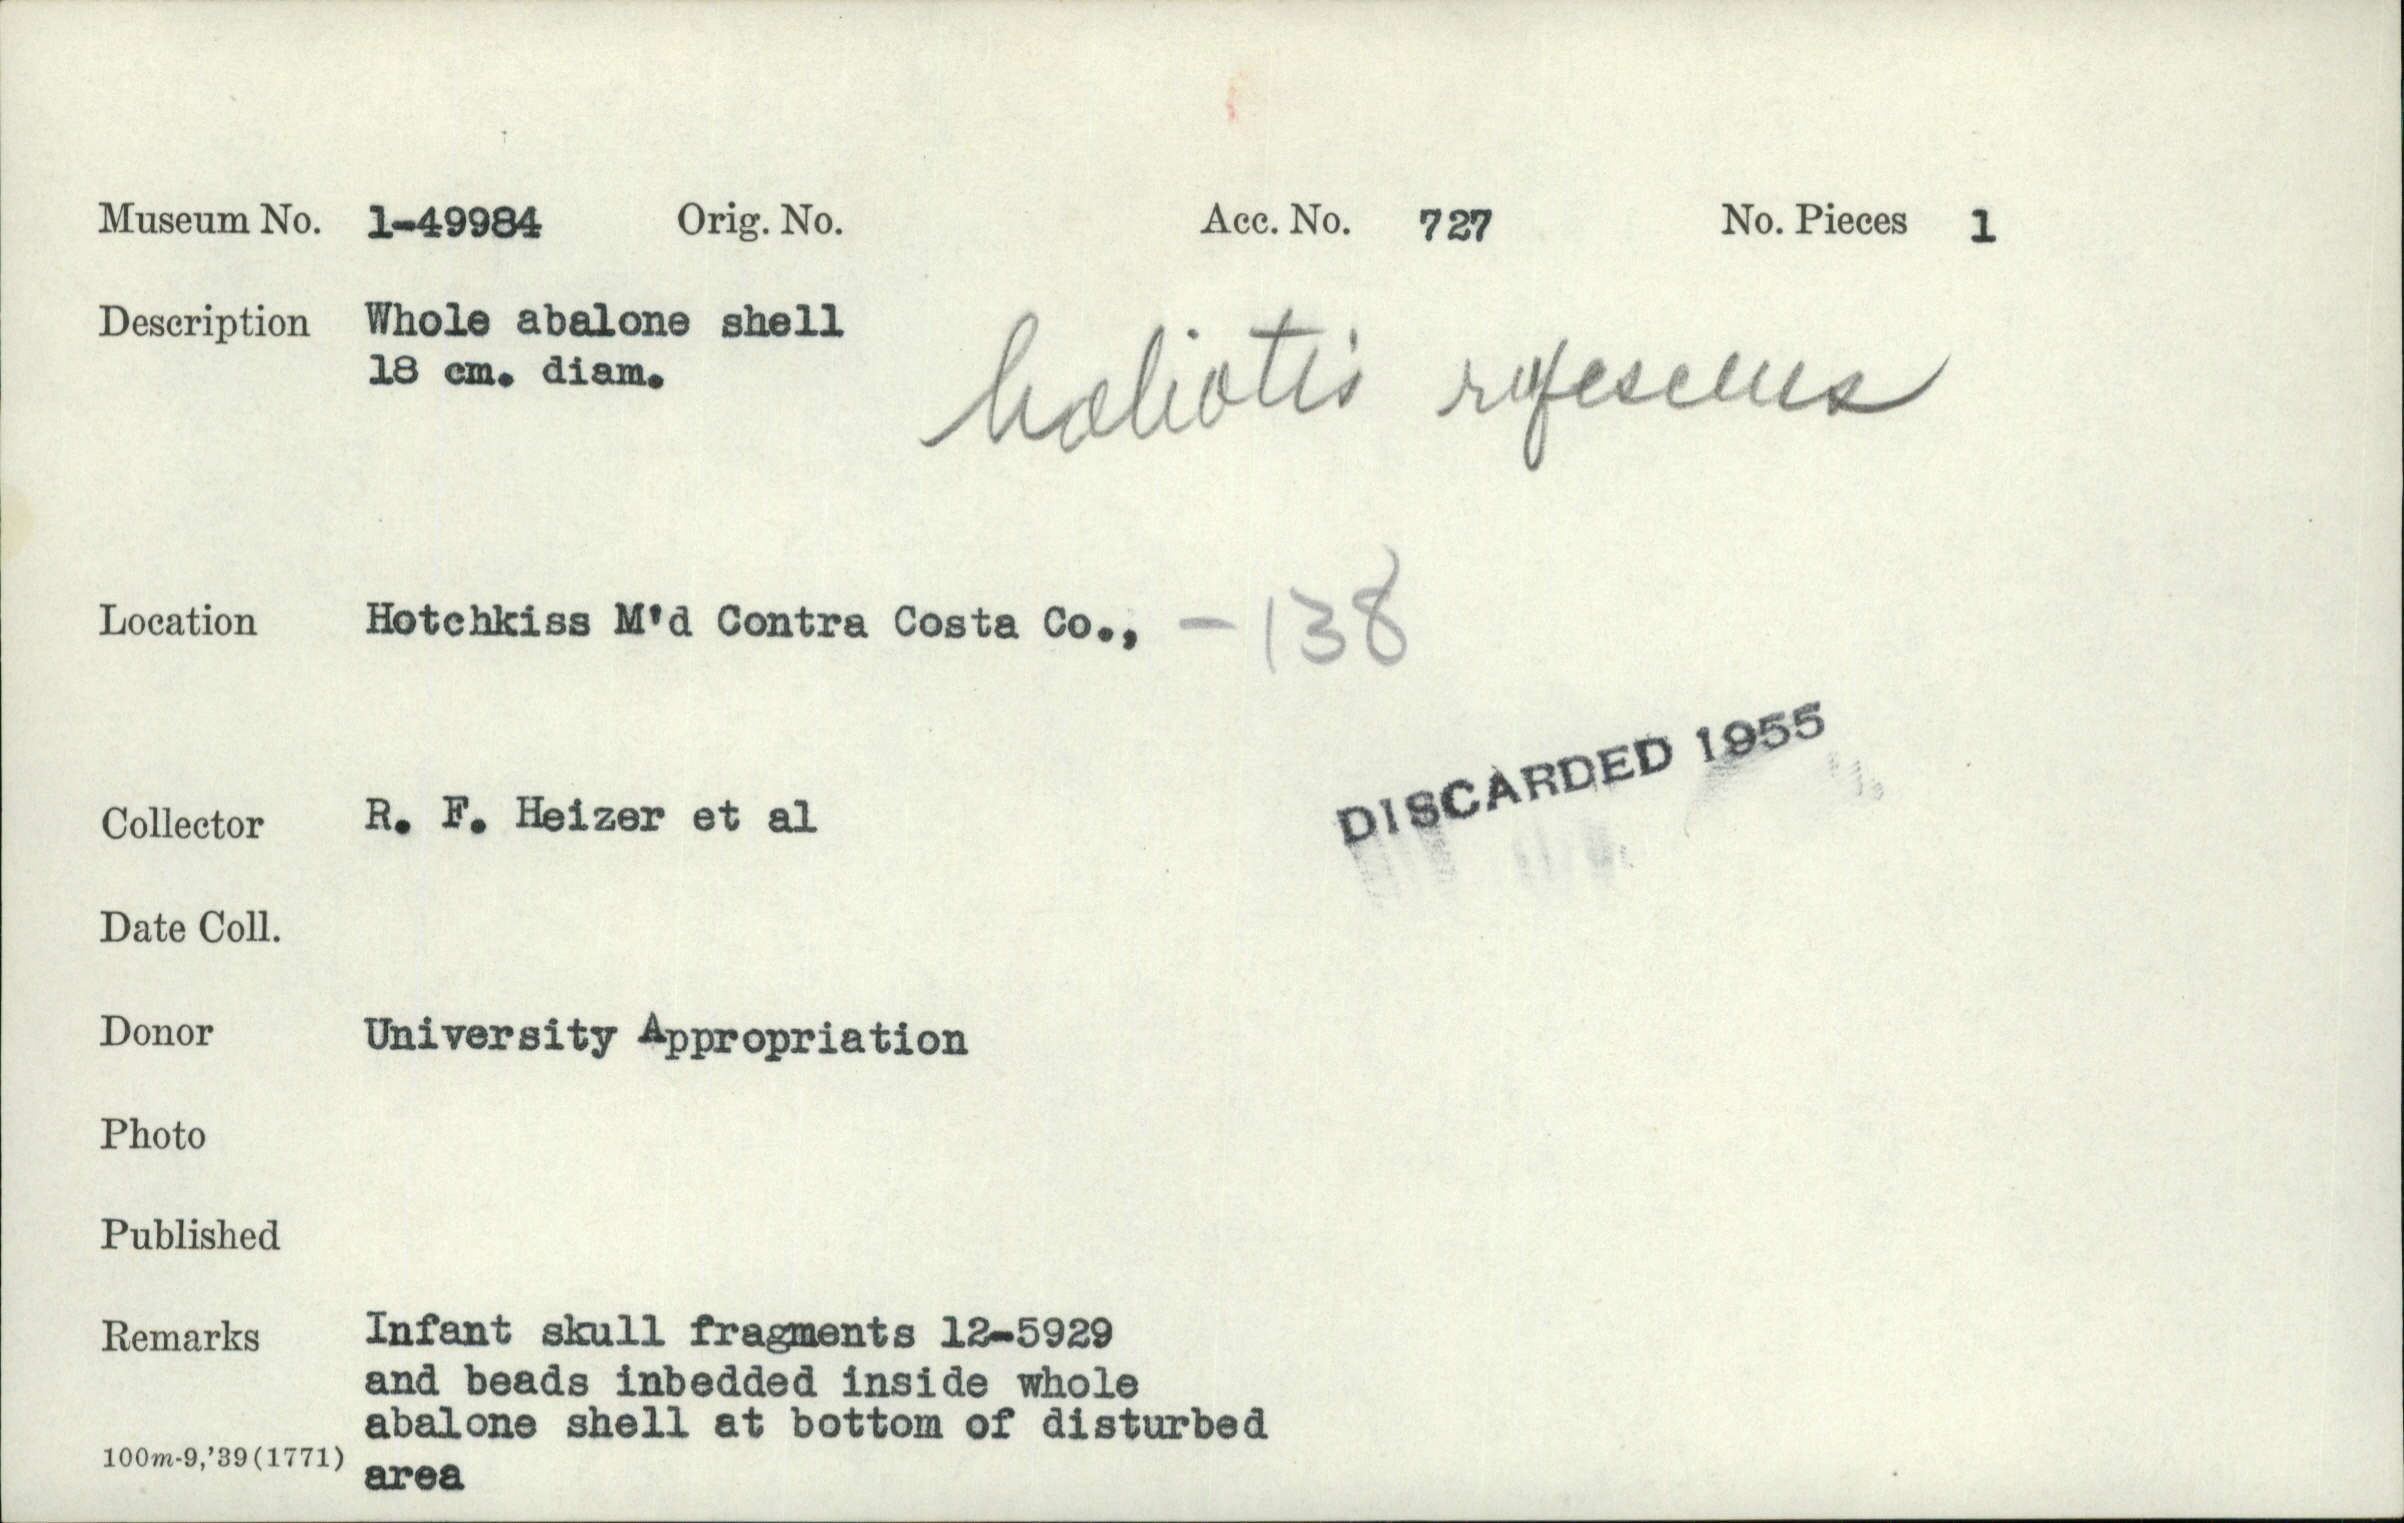 Museum No. 1-49984 Orig. No. Acc. No. 727 No. Pieces 1
Description Whole abalone shell
18 cm. diam.
haliotis rufescens
Location Hotchkiss M'd Contra Costa Co., -138
DISCARDED 1955
Collector R. F. Heizer et al
Date Coll.
Donor University Appropriation
Photo
Published
Remarks Infant skull fragments 12-5929
and beads inbedded inside whole
abalone shell at bottom of disturbed
100m-9,'39(1771) area